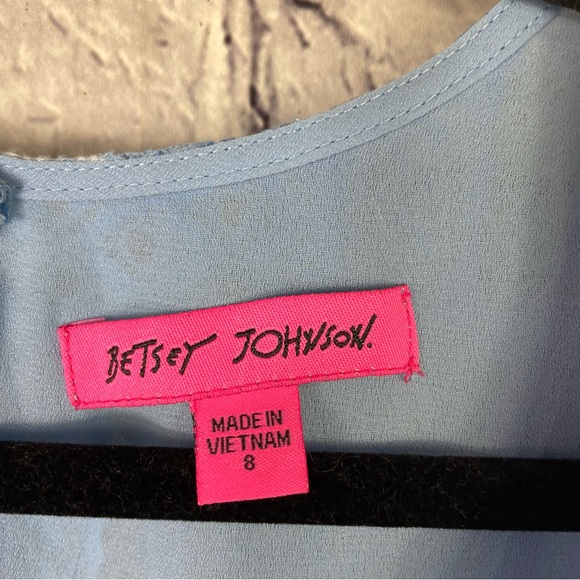 BETSEY JOHNSON.
MADE IN
VIETNAM
8